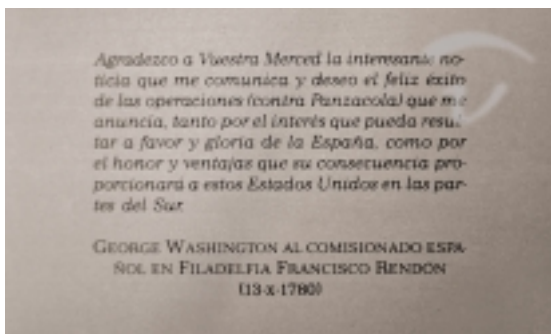 Agradezco a Vuestra Merced la interesante no-
ticia que me comunica y deseo el feliz éxito
de las operaciones (contra Panzacola) que me
anuncia, tanto por el interés que pueda resul-
tar a favor y gloria de la España, como por
el honor y ventajas que su consecuencia pro-
porcionará a estos Estados Unidos en las par-
tes del Sur.
GEORGE WASHINGTON AL COMISIONADO ESPA-
ÑOL EN FILADELFIA FRANCISCO RENDÓN
(13-X-1780)